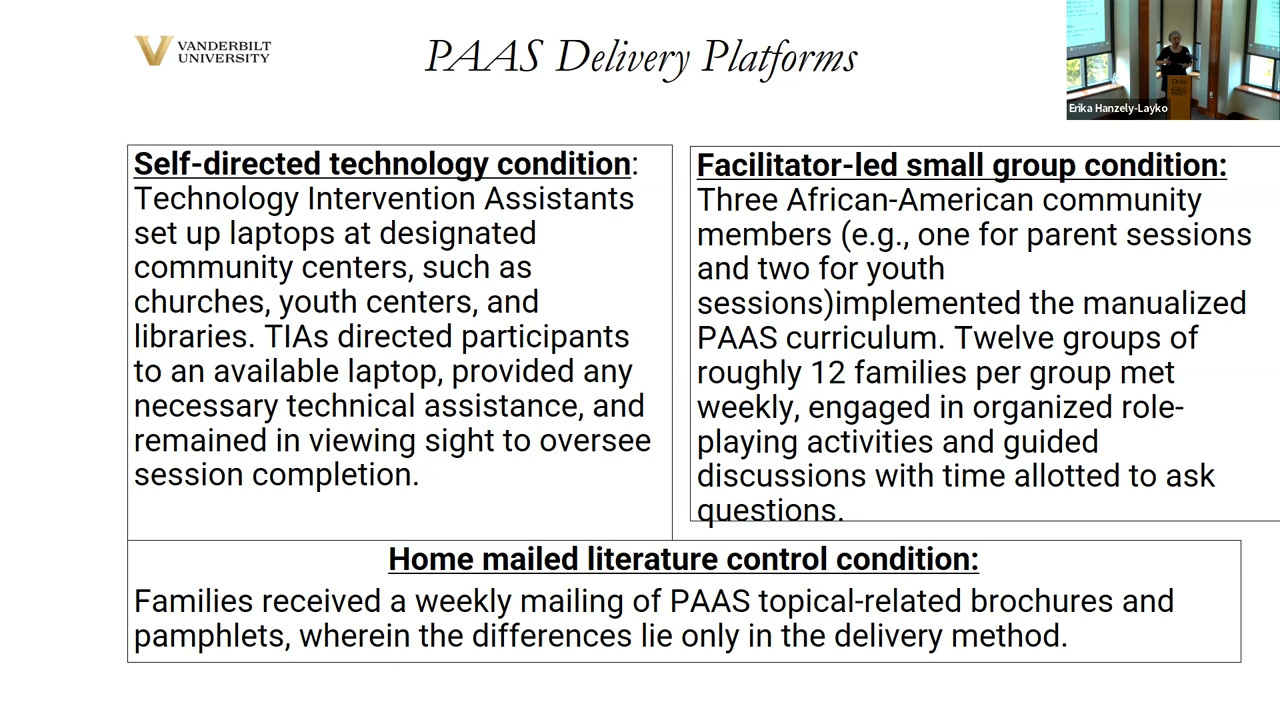 VANDERBILT
UNIVERSITY
PAAS Delivery Platforms
Erika Hanzely-Layko
Self-directed technology condition:
Technology Intervention Assistants
set up laptops at designated
community centers, such as
churches, youth centers, and
libraries. TIAs directed participants
to an available laptop, provided any
necessary technical assistance, and
remained in viewing sight to oversee
session completion.
Facilitator-led small group condition:
Three African-American community
members (e.g., one for parent sessions
and two for youth
sessions)implemented the manualized
PAAS curriculum. Twelve groups of
roughly 12 families per group met
weekly, engaged in organized role-
playing activities and guided
discussions with time allotted to ask
questions.
Home mailed literature control condition:
Families received a weekly mailing of PAAS topical-related brochures and
pamphlets, wherein the differences lie only in the delivery method.